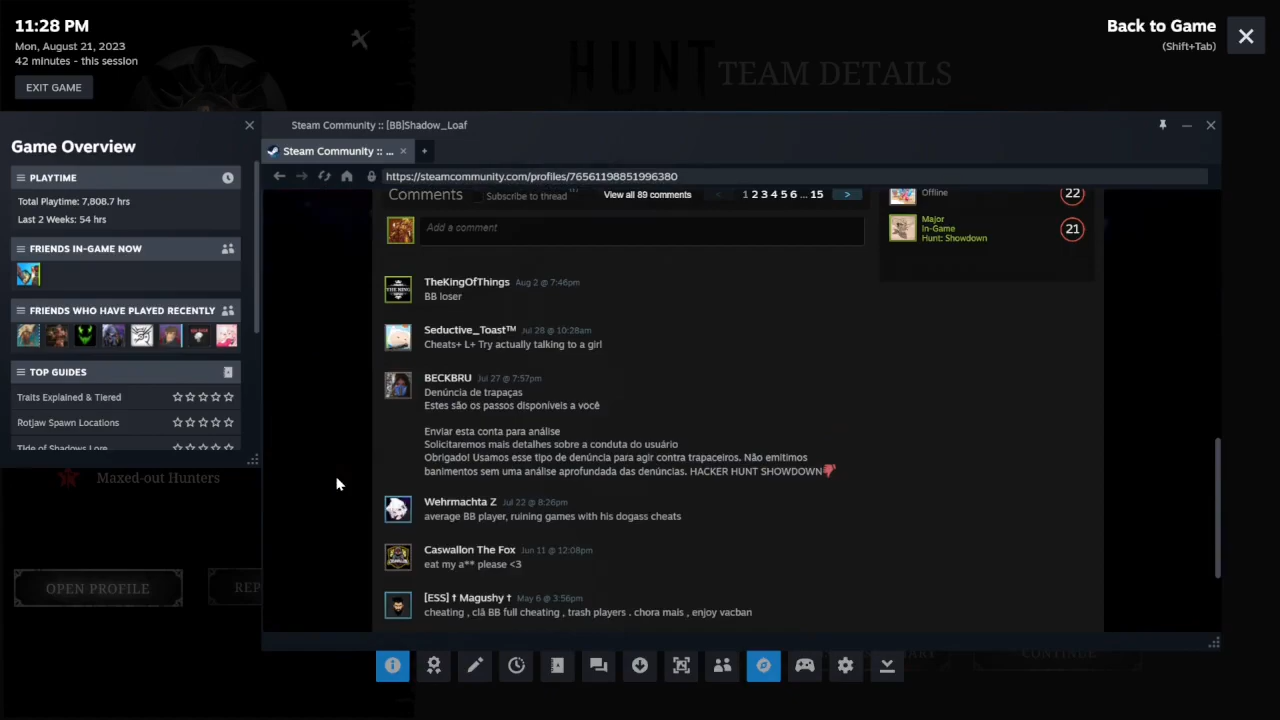 11:28 PM
Mon, August 21, 2023
42 minutes - this session
EXIT GAME
Back to Game
(Shift+Tab)
HUNT TEAM DETAILS
Game Overview
PLAYTIME
Total Playtime: 7,808.7 hrs
Last 2 Weeks: 54 hrs
FRIENDS IN-GAME NOW
FRIENDS WHO HAVE PLAYED RECENTLY
TOP GUIDES
Traits Explained & Tiered
Rotjaw Spawn Locations
Tide of Shadows Lore
Maxed-out Hunters
OPEN PROFILE
REP
Steam Community :: [BB]Shadow_Loaf
Steam Community :: ...
https://steamcommunity.com/profiles/76561198851996380
Comments
Subscribe to thread
View all 89 comments
< 1 2 3 4 5 6 ... 15 >
Add a comment
TheKingOfThings Aug 2 @ 7:46pm
BB loser
Seductive_Toast™ Jul 28 @ 10:28am
Cheats+ L+ Try actually talking to a girl
BECKBRU Jul 27 @ 7:57pm
Denúncia de trapaças
Estes são os passos disponíveis a você
Enviar esta conta para análise
Solicitaremos mais detalhes sobre a conduta do usuário
Obrigado! Usamos esse tipo de denúncia para agir contra trapaceiros. Não emitimos
banimentos sem uma análise aprofundada das denúncias. HACKER HUNT SHOWDOWN👎
Wehrmachta Z Jul 22 @ 8:26pm
average BB player, ruining games with his dogass cheats
Caswallon The Fox Jun 11 @ 12:08pm
eat my a** please <3
[ESS] † Magushy † May 6 @ 3:56pm
cheating , clã BB full cheating , trash players . chora mais , enjoy vacban
Offline
22
Major
In-Game
Hunt: Showdown
21
CONTINUE